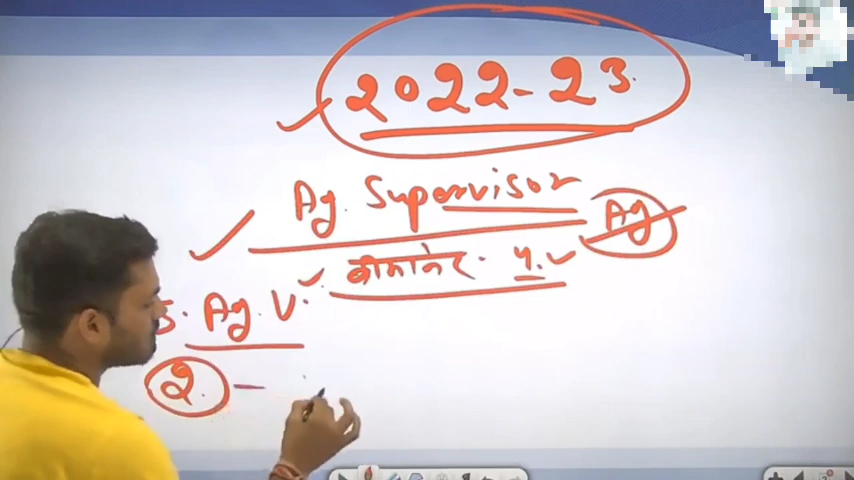 2022-23.
Ag. Supervisor Ag
बीकानेर. प.
Ag. V.
2. -